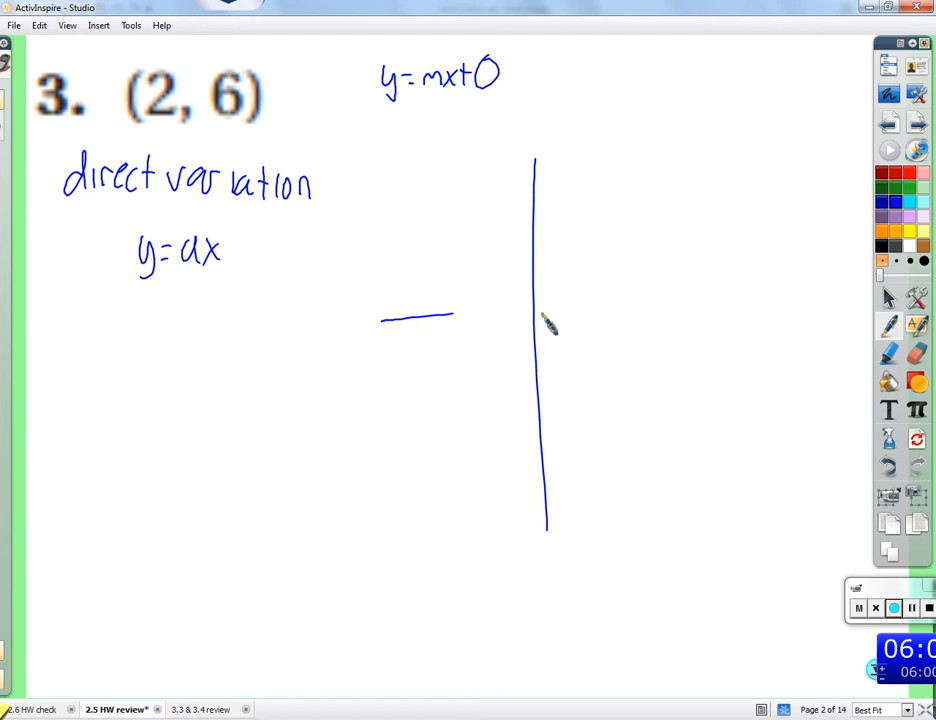 ActivInspire - Studio
File Edit View Insert Tools Help
3. (2, 6)
y=mx+0
direct variation
y=ax
M
06:0
06:00
2.6 HW check
2.5 HW review*
3.3 & 3.4 review
Page 2 of 14
Best Fit